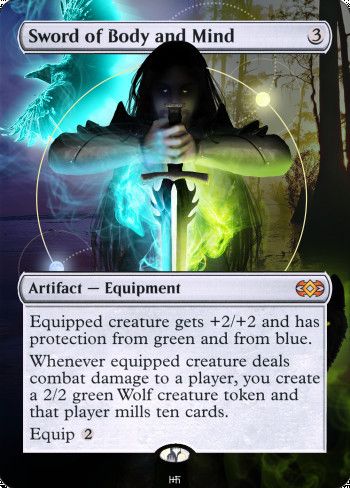 Sword of Body and Mind 3
Artifact — Equipment
Equipped creature gets +2/+2 and has
protection from green and from blue.
Whenever equipped creature deals
combat damage to a player, you create
a 2/2 green Wolf creature token and
that player mills ten cards.
Equip 2